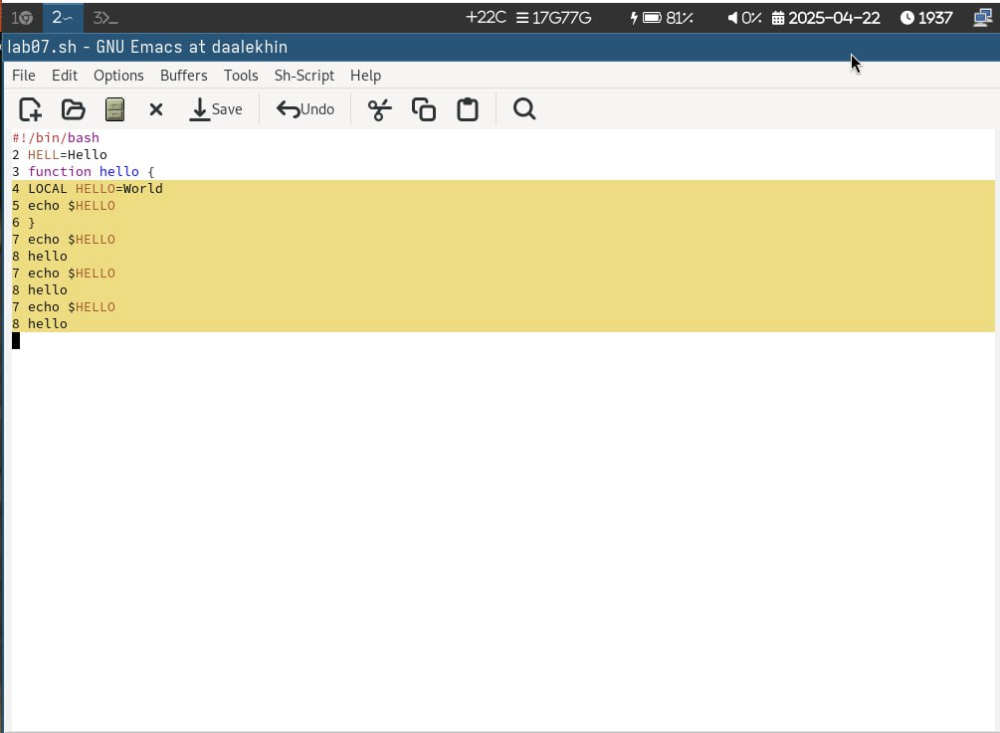 1 2~ 3>_ +22C 17G77G 81% 0% 2025-04-22 1937
lab07.sh - GNU Emacs at daalekhin
File Edit Options Buffers Tools Sh-Script Help
Save Undo
#!/bin/bash
2 HELL=Hello
3 function hello {
4 LOCAL HELLO=World
5 echo $HELLO
6 }
7 echo $HELLO
8 hello
7 echo $HELLO
8 hello
7 echo $HELLO
8 hello